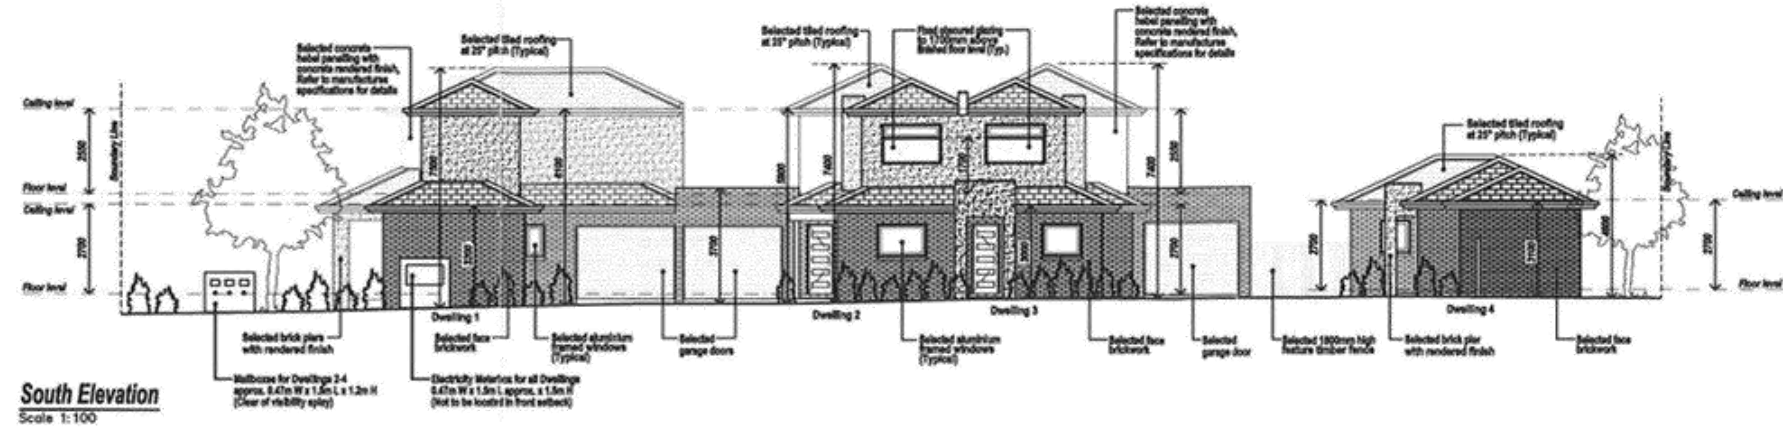 Selected concrete
hebel panelling with
concrete rendered finish,
Refer to manufactures
specifications for details
Selected tiled roofing
at 25° pitch (Typical)
Selected tiled roofing
at 25° pitch (Typical)
Fixed obscured glazing
to 1700mm above
finished floor level (Typ.)
Selected concrete
hebel panelling with
concrete rendered finish,
Refer to manufactures
specifications for details
Selected tiled roofing
at 25° pitch (Typical)
Ceiling level
2550
Floor level
Ceiling level
2700
Floor level
Boundary Line
2700
7400
7400
2550
2700
2700
Boundary Line
Ceiling level
2700
Floor level
Dwelling 1
Dwelling 2
Dwelling 3
Dwelling 4
Selected brick piers
with rendered finish
Selected face
brickwork
Selected aluminium
framed windows
(Typical)
Selected
garage doors
Selected aluminium
framed windows
(Typical)
Selected face
brickwork
Selected
garage door
Selected 1800mm high
feature timber fence
Selected brick pier
with rendered finish
Selected face
brickwork
Mailboxes for Dwellings 2-4
approx. 0.47m W x 1.5m L x 1.2m H
(Clear of visibility splay)
Electricity Meterbox for all Dwellings
0.47m W x 1.5m L approx. x 1.5m H
(Not to be located in front setback)
South Elevation
Scale 1:100